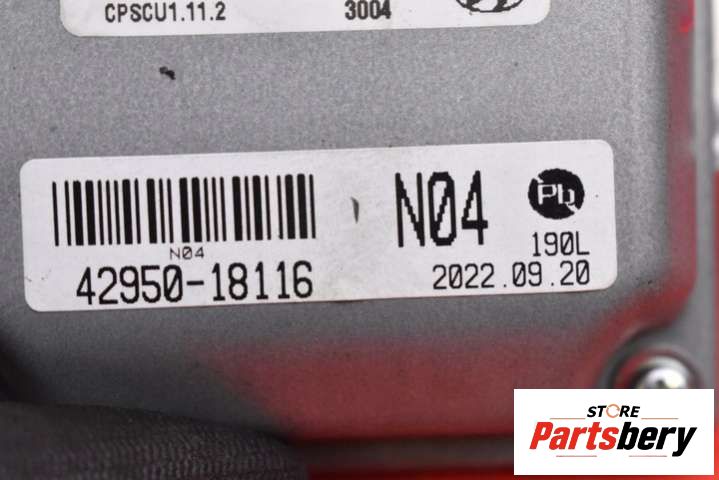 CPSCU1.11.2 3004
N04
Pb
N04
190L
42950-18116
2022.09.20
STORE
Partsbery